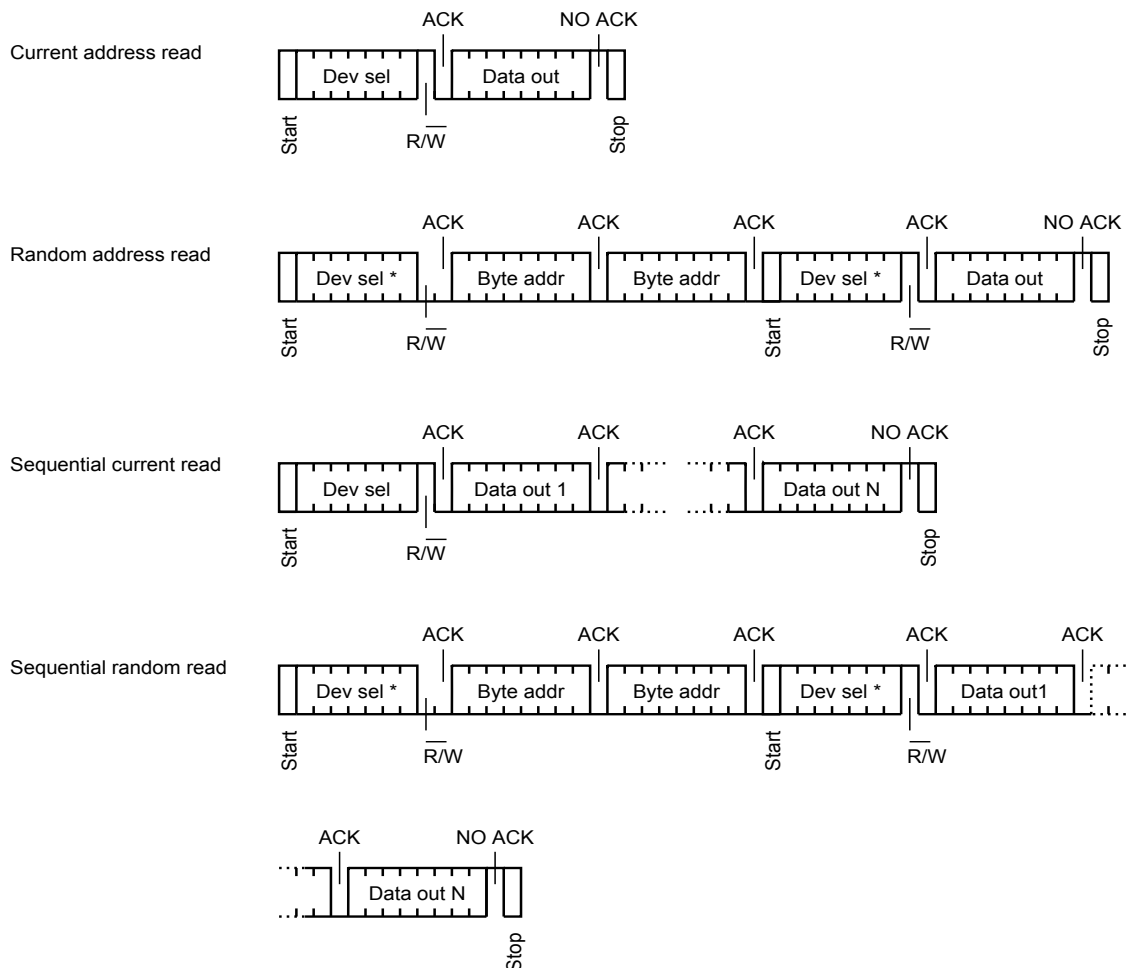 ACK NO ACK
Current address read
Dev sel Data out
Start R/W̅ Stop
ACK ACK ACK ACK NO ACK
Random address read
Dev sel * Byte addr Byte addr Dev sel * Data out
Start R/W̅ Start R/W̅ Stop
ACK ACK ACK NO ACK
Sequential current read
Dev sel Data out 1 Data out N
Start R/W̅ Stop
ACK ACK ACK ACK ACK
Sequential random read
Dev sel * Byte addr Byte addr Dev sel * Data out1
Start R̅/W Start R̅/W
ACK NO ACK
Data out N
Stop